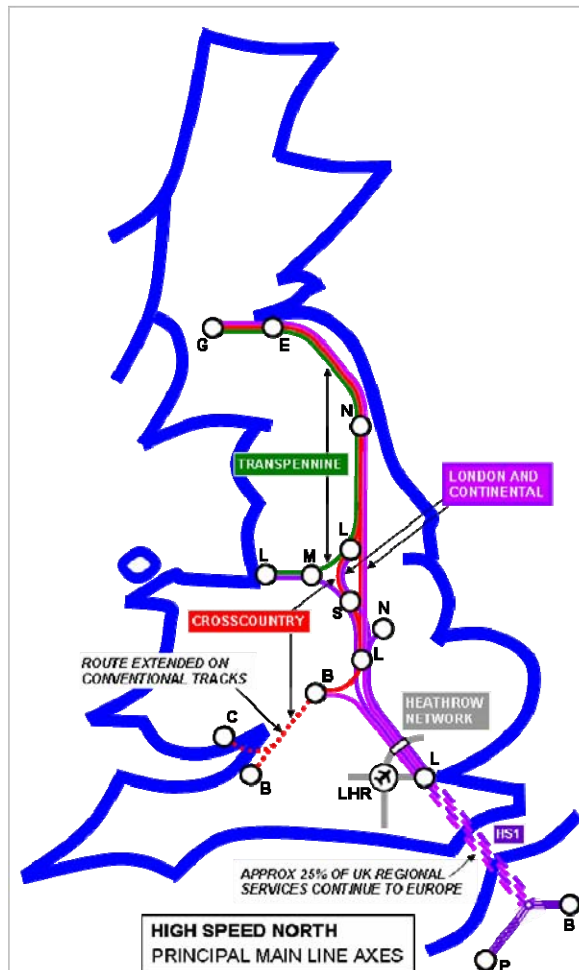 G
E
N
TRANSPENNINE
LONDON AND
CONTINENTAL
L
L
M
S
N
CROSSCOUNTRY
L
ROUTE EXTENDED ON
CONVENTIONAL TRACKS
B
HEATHROW
NETWORK
C
B
LHR
L
HS1
APPROX 25% OF UK REGIONAL
SERVICES CONTINUE TO EUROPE
B
P
HIGH SPEED NORTH
PRINCIPAL MAIN LINE AXES